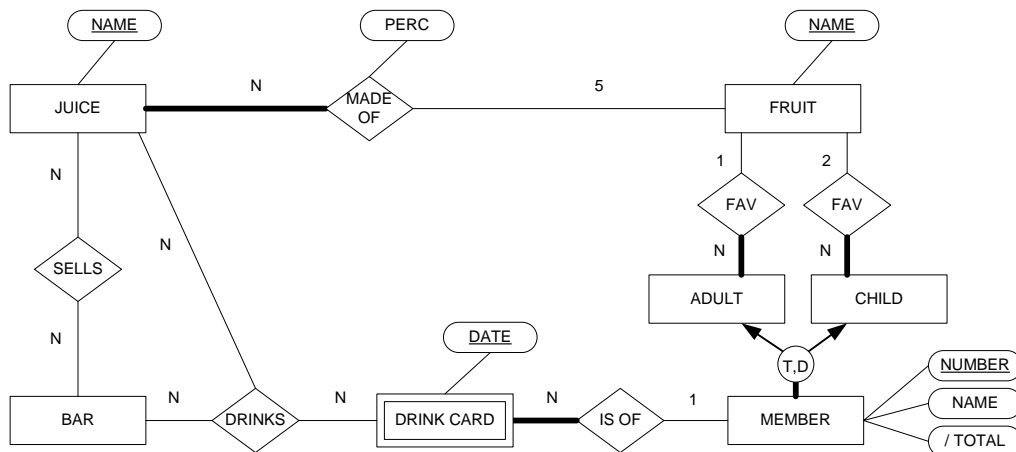 NAME
PERC
NAME
N
5
JUICE
MADE
OF
FRUIT
1
2
N
FAV
FAV
N
SELLS
N
N
ADULT
CHILD
N
DATE
T,D
NUMBER
N
N
N
1
NAME
BAR
DRINKS
DRINK CARD
IS OF
MEMBER
/ TOTAL